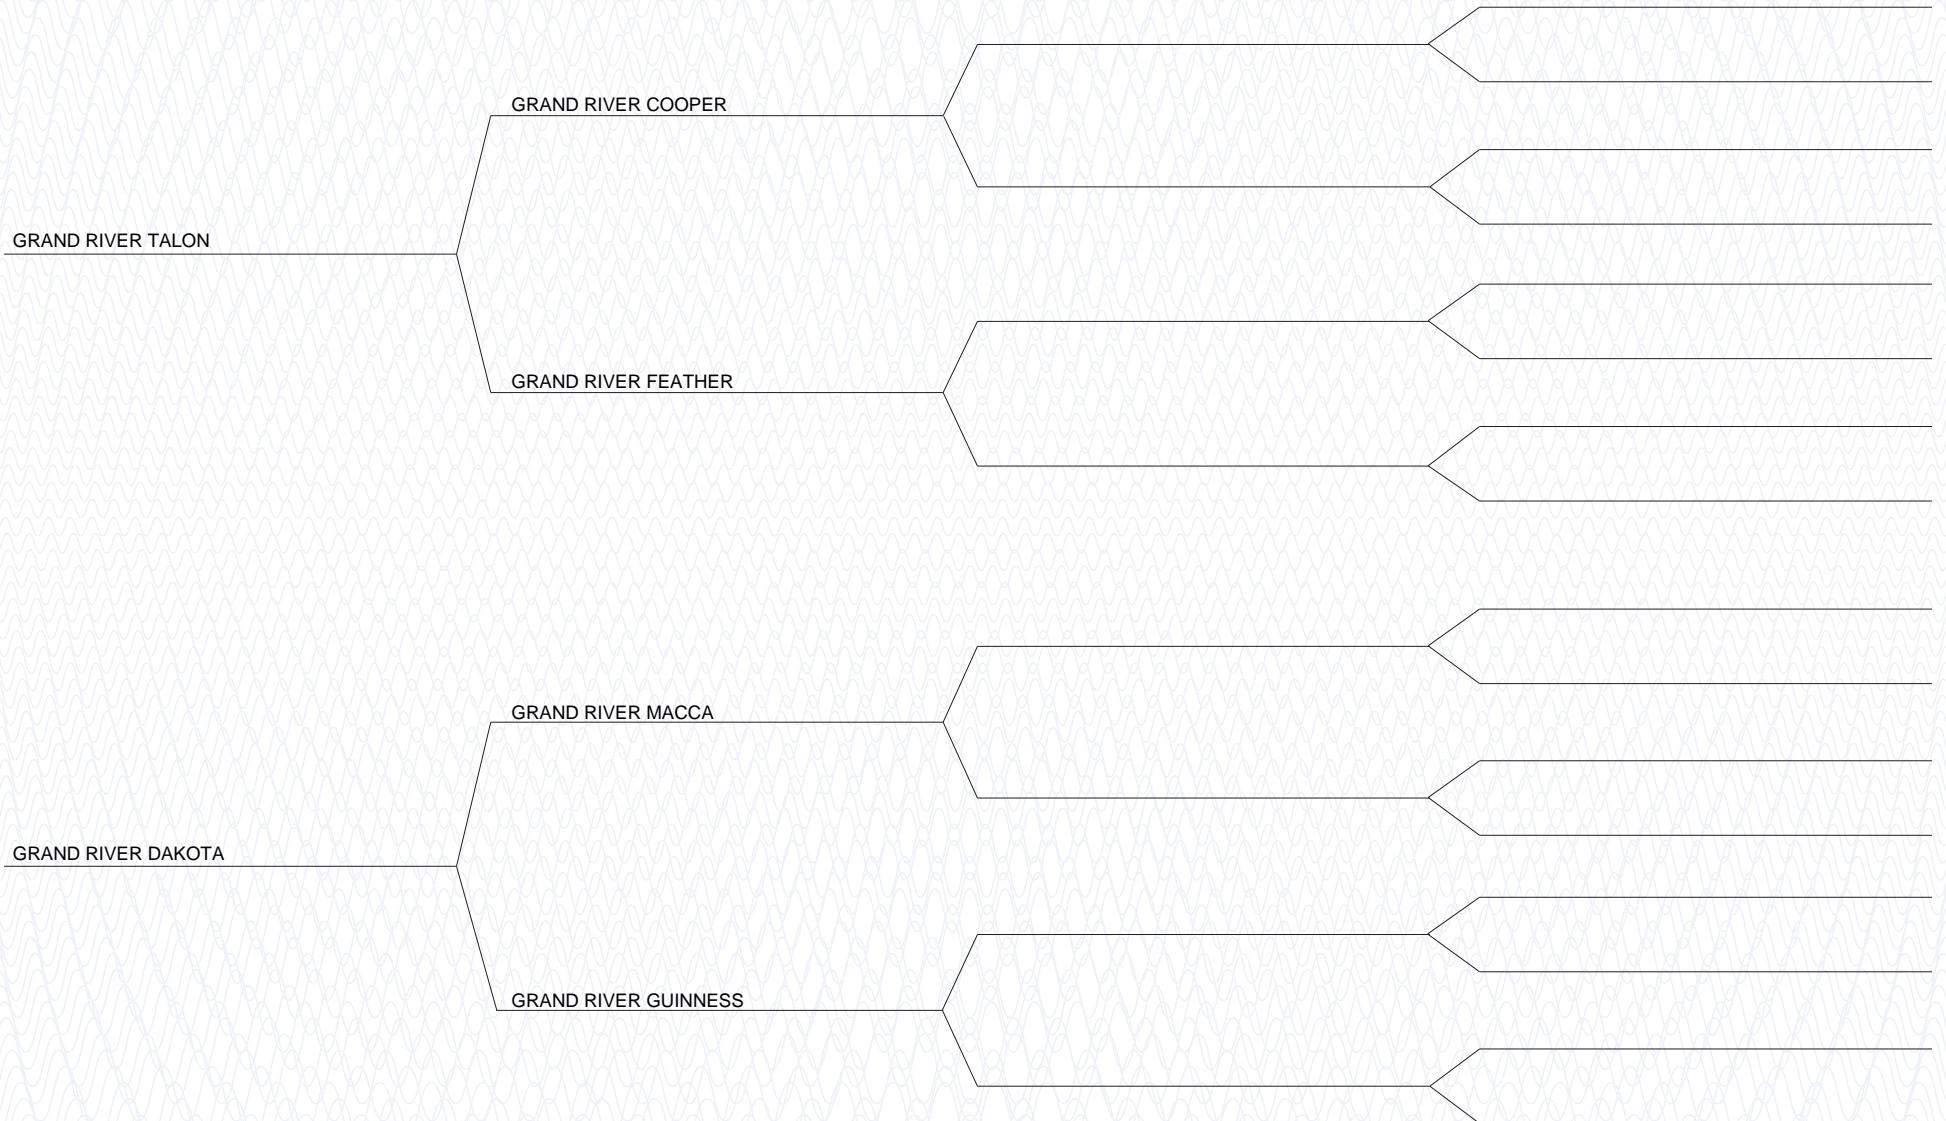 GRAND RIVER COOPER
GRAND RIVER TALON
GRAND RIVER FEATHER
GRAND RIVER MACCA
GRAND RIVER DAKOTA
GRAND RIVER GUINNESS